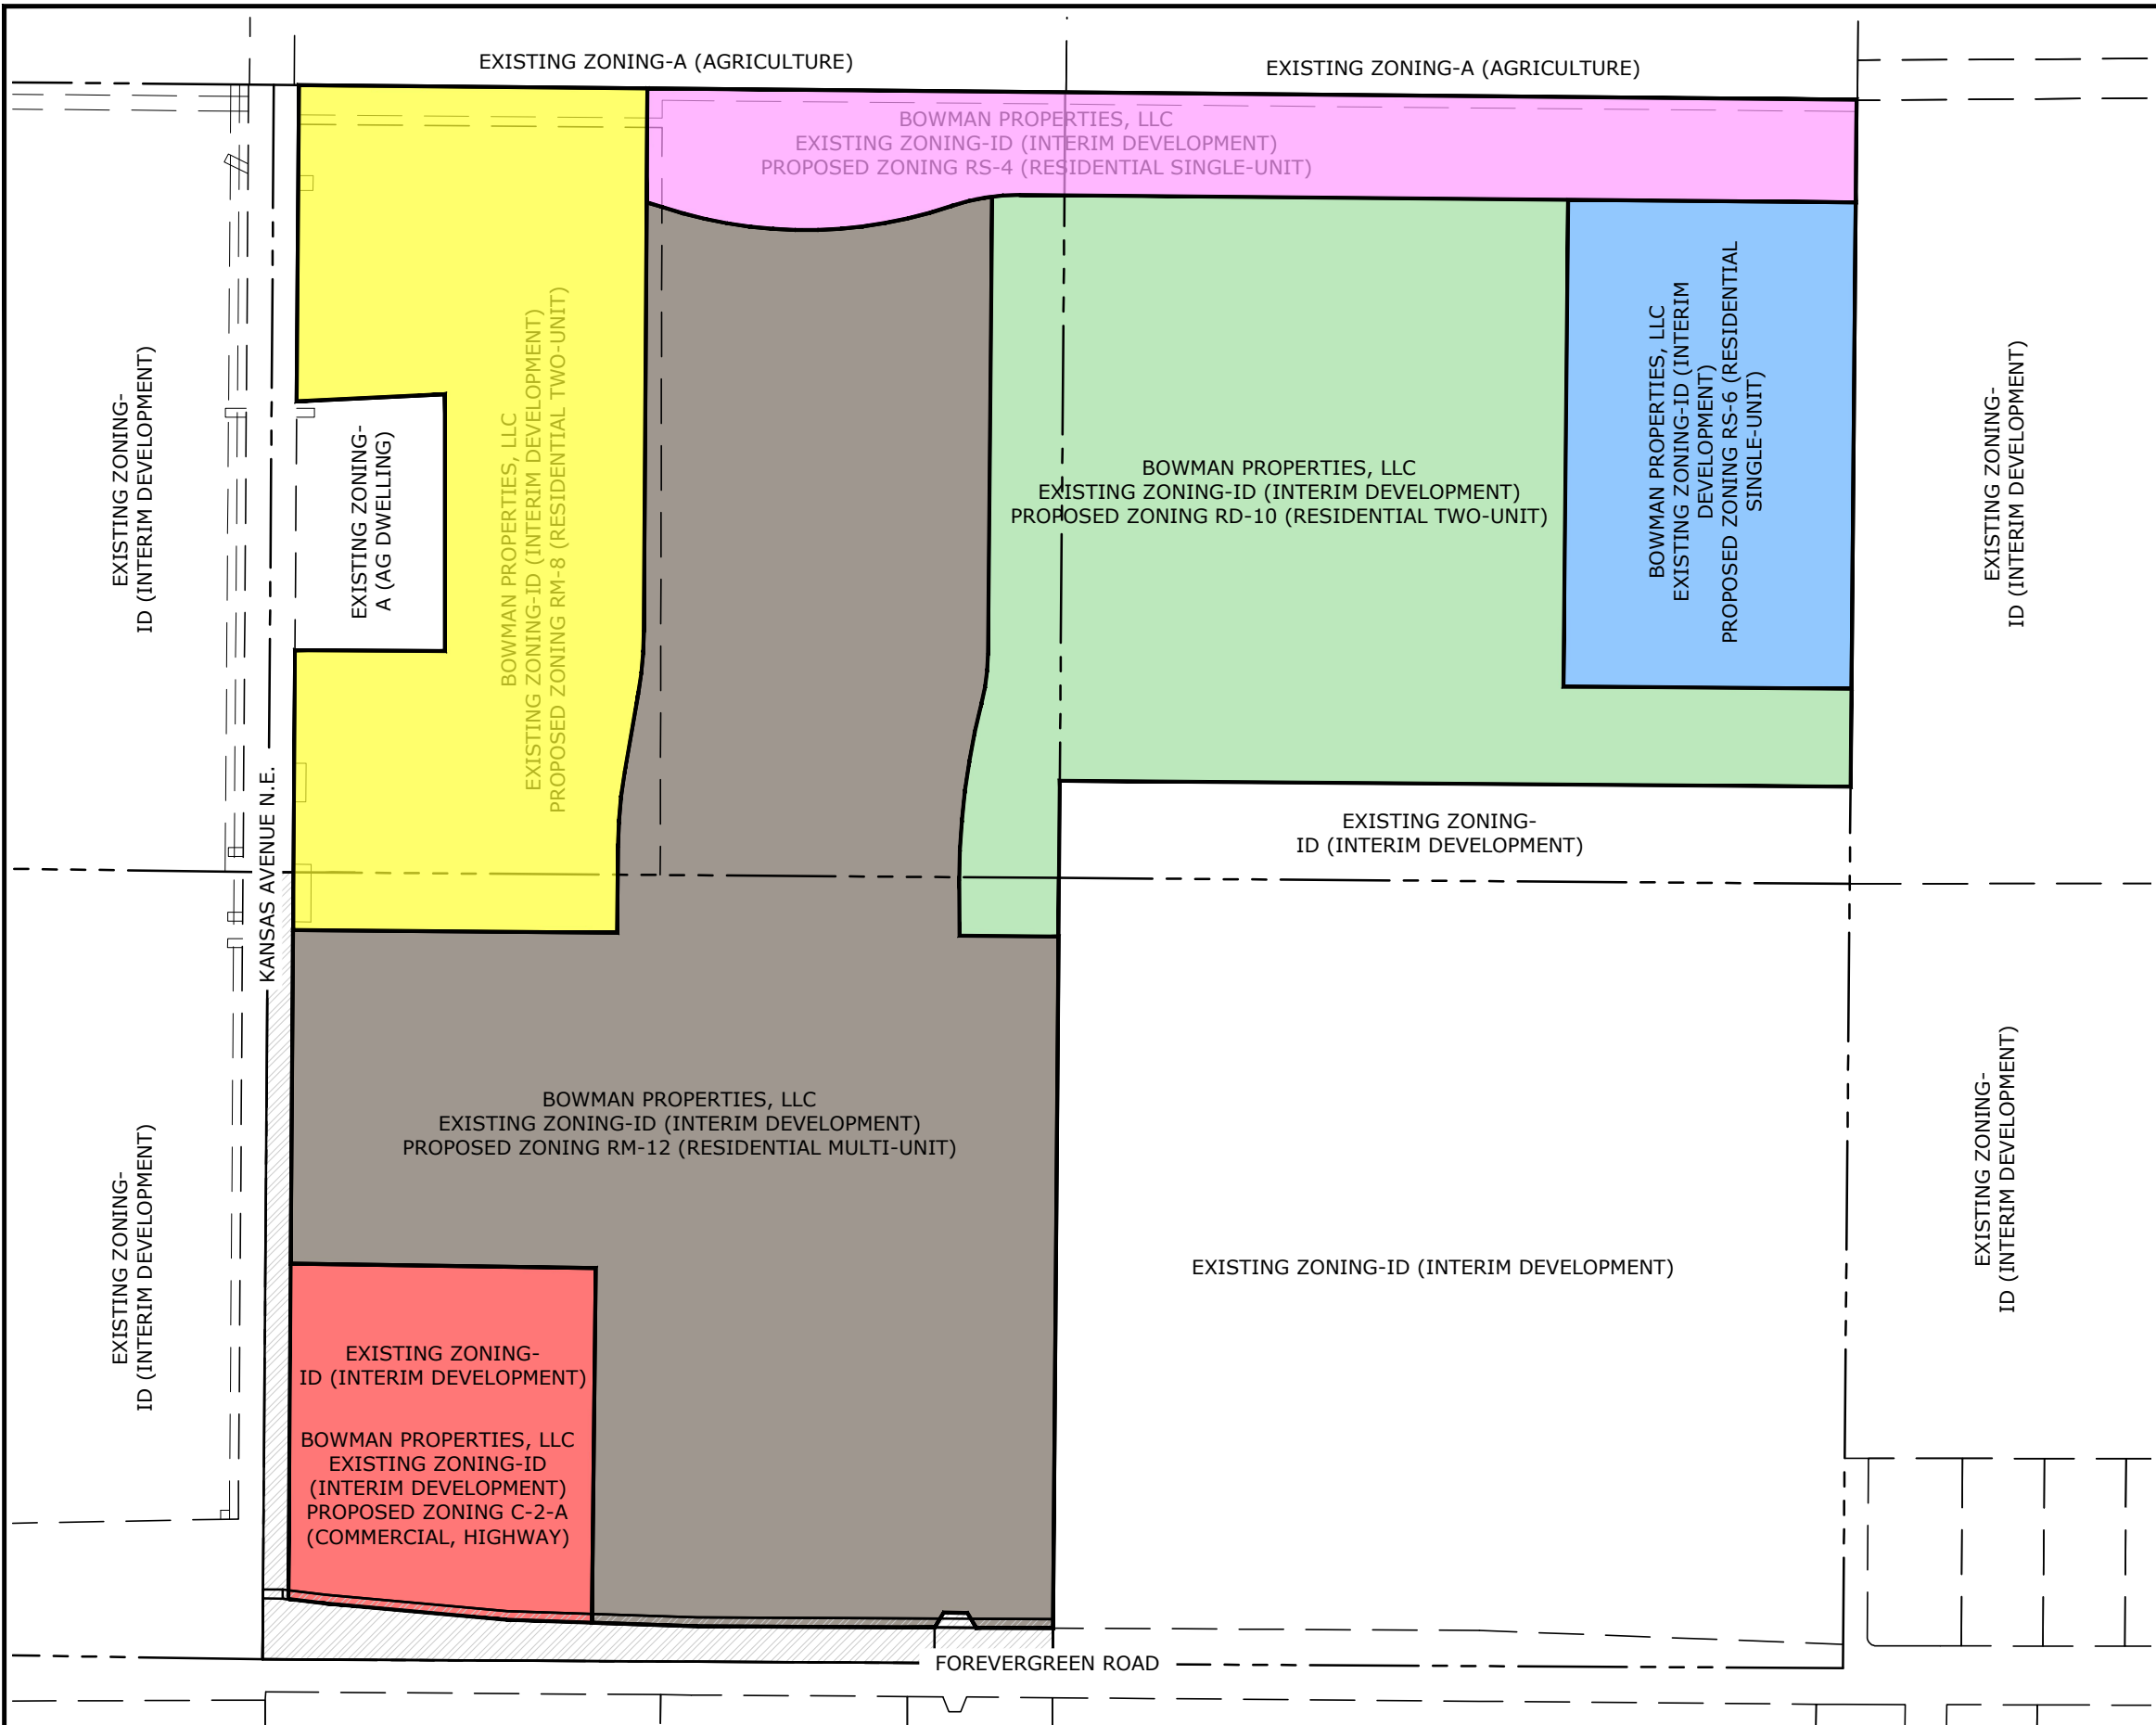 EXISTING ZONING-A (AGRICULTURE)
EXISTING ZONING-A (AGRICULTURE)
BOWMAN PROPERTIES, LLC
EXISTING ZONING-ID (INTERIM DEVELOPMENT)
PROPOSED ZONING RS-4 (RESIDENTIAL SINGLE-UNIT)
EXISTING ZONING-
ID (INTERIM DEVELOPMENT)
EXISTING ZONING-
A (AG DWELLING)
BOWMAN PROPERTIES, LLC
EXISTING ZONING-ID (INTERIM DEVELOPMENT)
PROPOSED ZONING RM-8 (RESIDENTIAL TWO-UNIT)
BOWMAN PROPERTIES, LLC
EXISTING ZONING-ID (INTERIM DEVELOPMENT)
PROPOSED ZONING RD-10 (RESIDENTIAL TWO-UNIT)
BOWMAN PROPERTIES, LLC
EXISTING ZONING-ID (INTERIM
DEVELOPMENT)
PROPOSED ZONING RS-6 (RESIDENTIAL
SINGLE-UNIT)
EXISTING ZONING-
ID (INTERIM DEVELOPMENT)
KANSAS AVENUE N.E.
EXISTING ZONING-
ID (INTERIM DEVELOPMENT)
BOWMAN PROPERTIES, LLC
EXISTING ZONING-ID (INTERIM DEVELOPMENT)
PROPOSED ZONING RM-12 (RESIDENTIAL MULTI-UNIT)
EXISTING ZONING-
ID (INTERIM DEVELOPMENT)
EXISTING ZONING-ID (INTERIM DEVELOPMENT)
EXISTING ZONING-
ID (INTERIM DEVELOPMENT)
EXISTING ZONING-
ID (INTERIM DEVELOPMENT)
BOWMAN PROPERTIES, LLC
EXISTING ZONING-ID
(INTERIM DEVELOPMENT)
PROPOSED ZONING C-2-A
(COMMERCIAL, HIGHWAY)
FOREVERGREEN ROAD